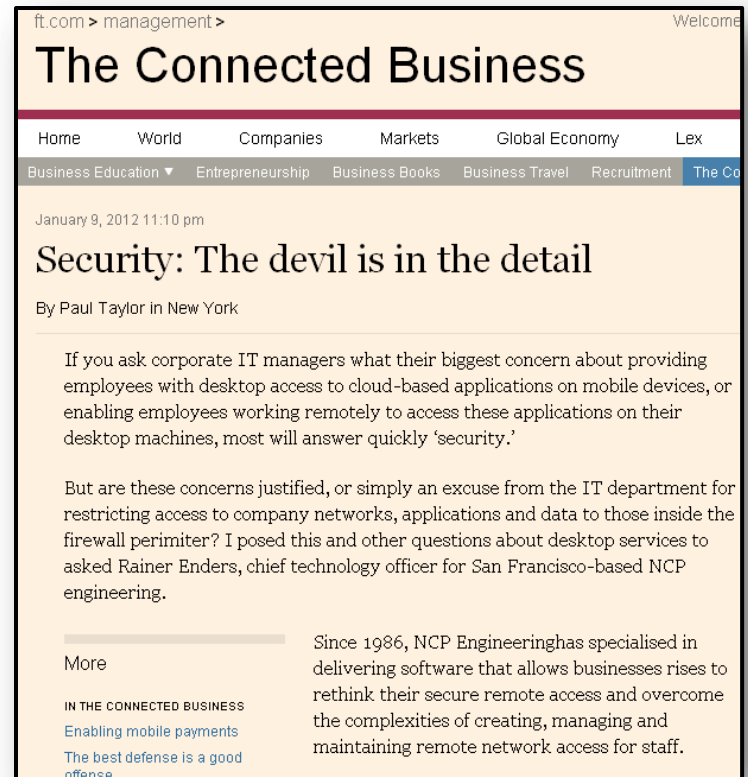 ft.com > management > Welcome
The Connected Business
Home World Companies Markets Global Economy Lex
Business Education ▼ Entrepreneurship Business Books Business Travel Recruitment The Co
January 9, 2012 11:10 pm
Security: The devil is in the detail
By Paul Taylor in New York
If you ask corporate IT managers what their biggest concern about providing
employees with desktop access to cloud-based applications on mobile devices, or
enabling employees working remotely to access these applications on their
desktop machines, most will answer quickly ‘security.’
But are these concerns justified, or simply an excuse from the IT department for
restricting access to company networks, applications and data to those inside the
firewall perimiter? I posed this and other questions about desktop services to
asked Rainer Enders, chief technology officer for San Francisco-based NCP
engineering.
Since 1986, NCP Engineeringhas specialised in
delivering software that allows businesses rises to
rethink their secure remote access and overcome
the complexities of creating, managing and
maintaining remote network access for staff.
More
IN THE CONNECTED BUSINESS
Enabling mobile payments
The best defense is a good
offense